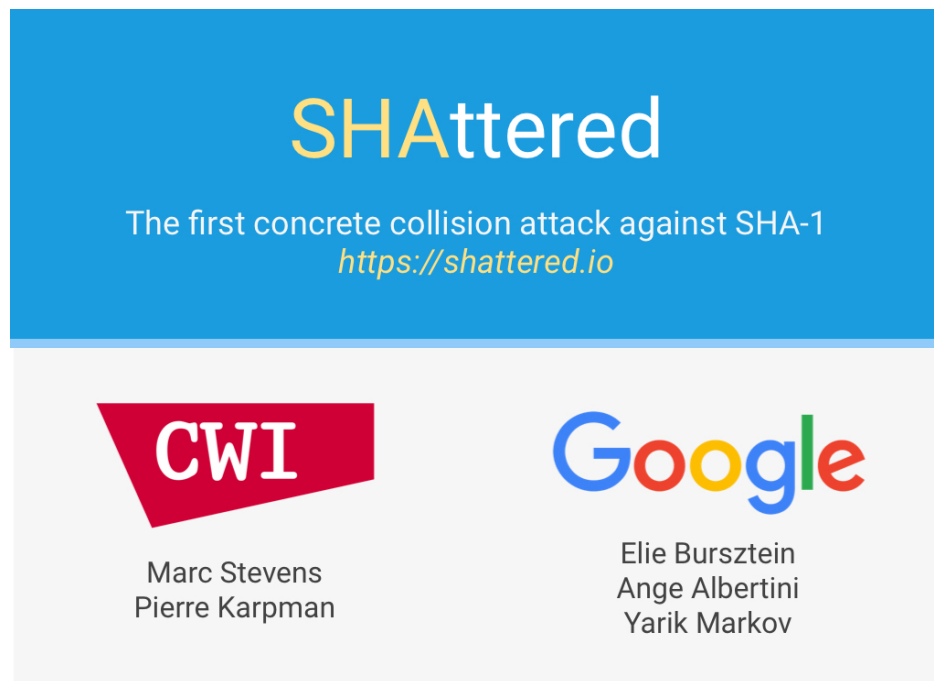 SHAttered
The first concrete collision attack against SHA-1
https://shattered.io
CWI
Marc Stevens
Pierre Karpman
Google
Elie Bursztein
Ange Albertini
Yarik Markov